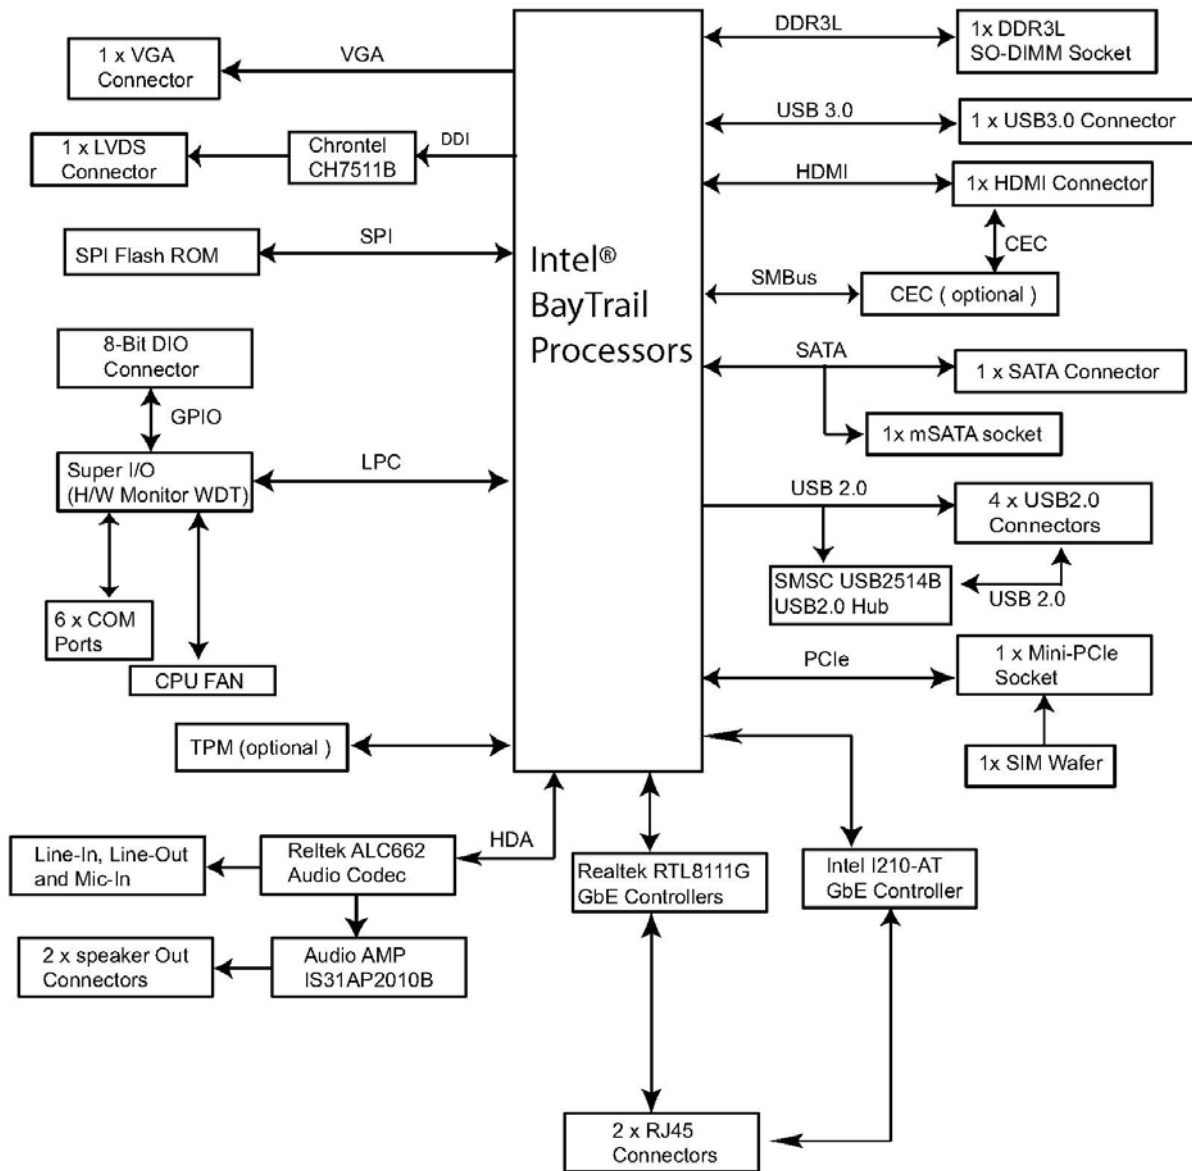 DDR3L
1x DDR3L
SO-DIMM Socket
1 x VGA
Connector
VGA
USB 3.0
1 x USB3.0 Connector
1 x LVDS
Connector
Chrontel
CH7511B
DDI
HDMI
1x HDMI Connector
SPI Flash ROM
SPI
CEC
Intel®
BayTrail
Processors
SMBus
CEC ( optional )
8-Bit DIO
Connector
GPIO
SATA
1 x SATA Connector
1x mSATA socket
Super I/O
(H/W Monitor WDT)
LPC
USB 2.0
4 x USB2.0
Connectors
SMSC USB2514B
USB2.0 Hub
USB 2.0
6 x COM
Ports
CPU FAN
PCIe
1 x Mini-PCIe
Socket
TPM (optional )
1x SIM Wafer
HDA
Line-In, Line-Out
and Mic-In
Reltek ALC662
Audio Codec
Realtek RTL8111G
GbE Controllers
Intel I210-AT
GbE Controller
2 x speaker Out
Connectors
Audio AMP
IS31AP2010B
2 x RJ45
Connectors